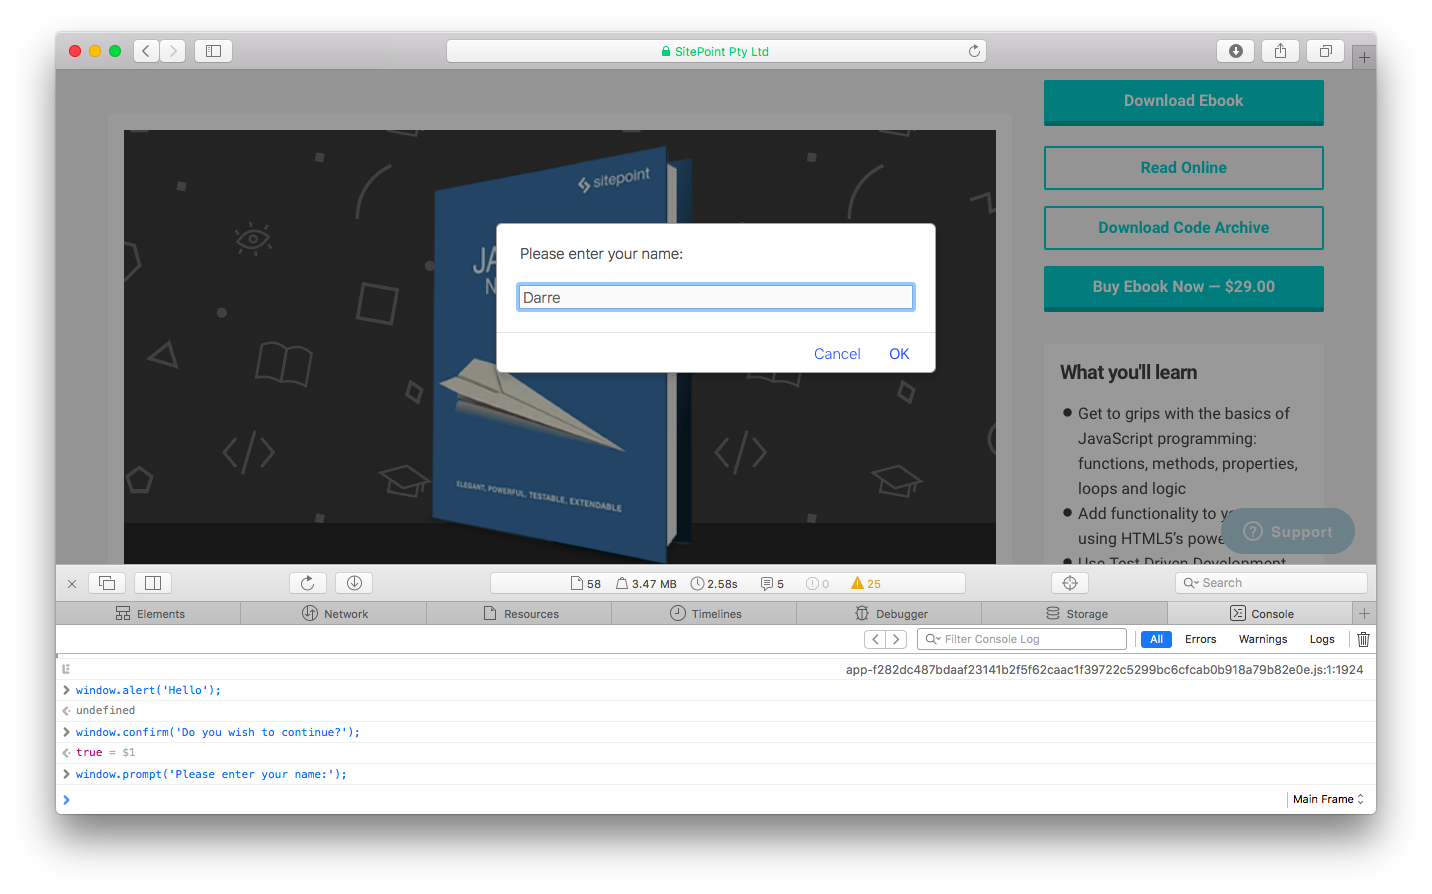 SitePoint Pty Ltd
Download Ebook
Read Online
Download Code Archive
Buy Ebook Now — $29.00
sitepoint
JA
N
ELEGANT, POWERFUL, TESTABLE, EXTENDABLE
Please enter your name:
Darre
Cancel
OK
What you'll learn
Get to grips with the basics of
JavaScript programming:
functions, methods, properties,
loops and logic
Add functionality to
using HTML5's
Use Test Driven Development
Support
58
3.47 MB
2.58s
5
0
25
Search
Elements
Network
Resources
Timelines
Debugger
Storage
Console
Filter Console Log
All
Errors
Warnings
Logs
app-f282dc487bdaaf23141b2f5f62caac1f39722c5299bc6cfcab0b918a79b82e0e.js:1:1924
window.alert('Hello');
undefined
window.confirm('Do you wish to continue?');
true = $1
window.prompt('Please enter your name:');
Main Frame